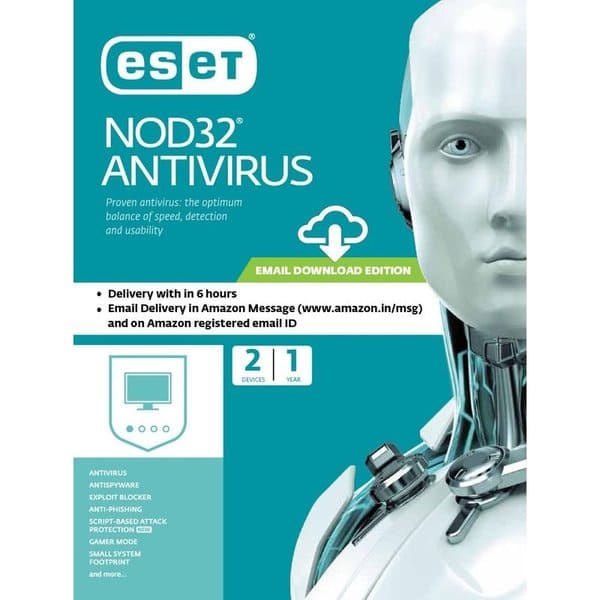 eseT®
NOD32®
ANTIVIRUS
Proven antivirus: the optimum
balance of speed, detection
and usability
EMAIL DOWNLOAD EDITION
• Delivery with in 6 hours
• Email Delivery in Amazon Message (www.amazon.in/msg)
and on Amazon registered email ID
2 1
DEVICES YEAR
ANTIVIRUS
ANTISPYWARE
EXPLOIT BLOCKER
ANTI-PHISHING
SCRIPT-BASED ATTACK
PROTECTION NEW
GAMER MODE
SMALL SYSTEM
FOOTPRINT
and more...